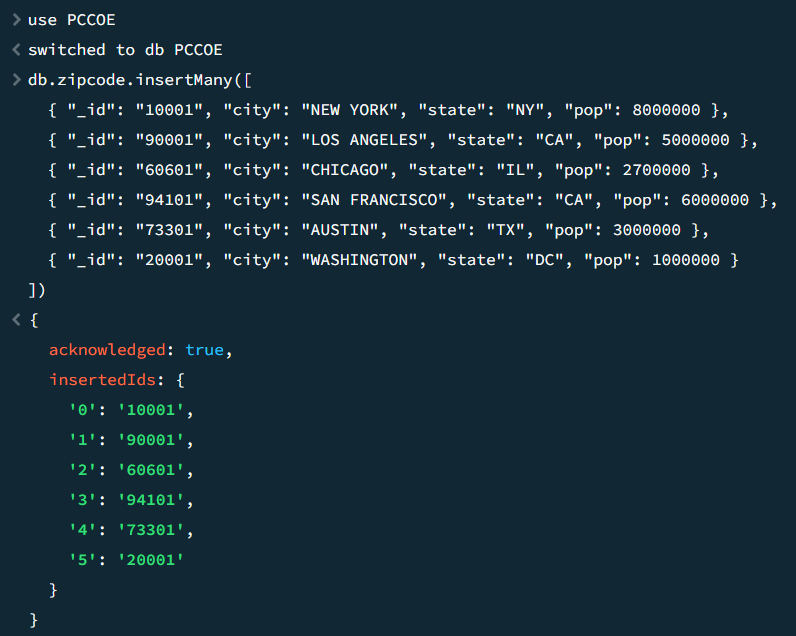 > use PCCOE
< switched to db PCCOE
> db.zipcode.insertMany([
{ "_id": "10001", "city": "NEW YORK", "state": "NY", "pop": 8000000 },
{ "_id": "90001", "city": "LOS ANGELES", "state": "CA", "pop": 5000000 },
{ "_id": "60601", "city": "CHICAGO", "state": "IL", "pop": 2700000 },
{ "_id": "94101", "city": "SAN FRANCISCO", "state": "CA", "pop": 6000000 },
{ "_id": "73301", "city": "AUSTIN", "state": "TX", "pop": 3000000 },
{ "_id": "20001", "city": "WASHINGTON", "state": "DC", "pop": 1000000 }
])
< {
acknowledged: true,
insertedIds: {
'0': '10001',
'1': '90001',
'2': '60601',
'3': '94101',
'4': '73301',
'5': '20001'
}
}